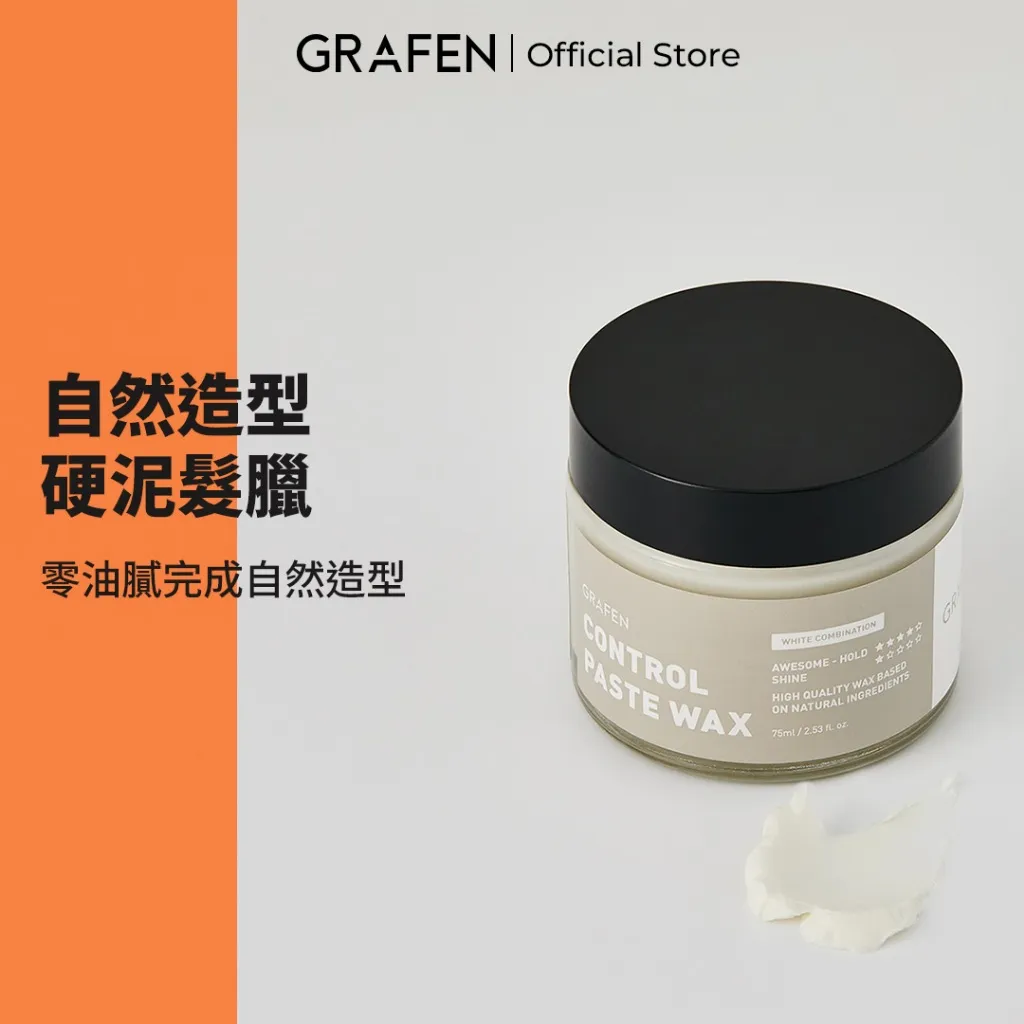 GRAFEN | Official Store
自然造型
硬泥髮臘
零油膩完成自然造型
GRAFEN
CONTROL
PASTE WAX
WHITE COMBINATION
AWESOME - HOLD ★★★★☆
SHINE ★☆☆☆☆
HIGH QUALITY WAX BASED
ON NATURAL INGREDIENTS
75ml / 2.53 fl. oz.
GR